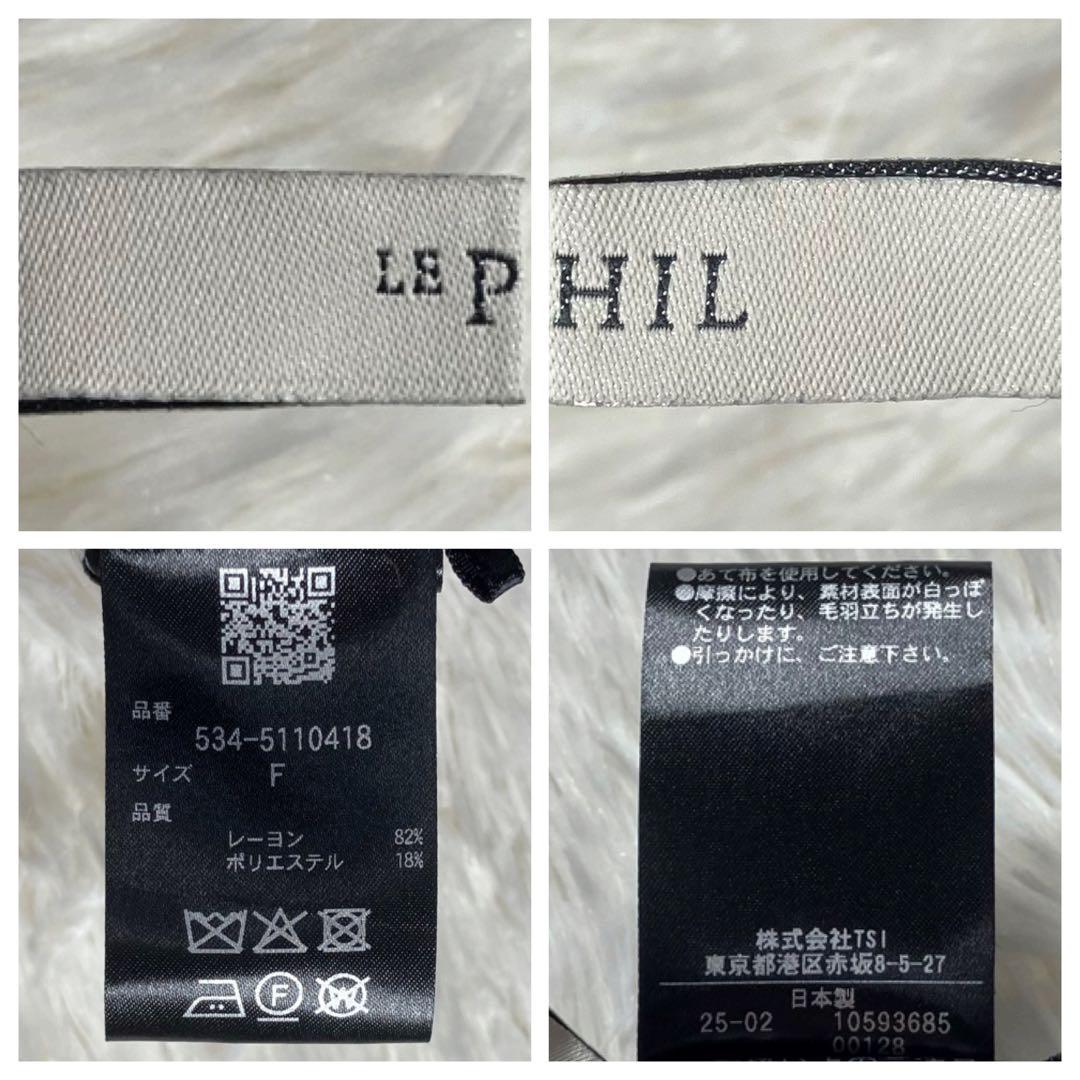 LE P
HIL
品番
534-5110418
サイズ F
品質
レーヨン 82%
ポリエステル 18%
F
W
●あて布を使用してください。
●摩擦により、素材表面が白っぽ
くなったり、毛羽立ちが発生し
たりします。
●引っかけに、ご注意下さい。
株式会社TSI
東京都港区赤坂8-5-27
日本製
25-02 10593685
00128